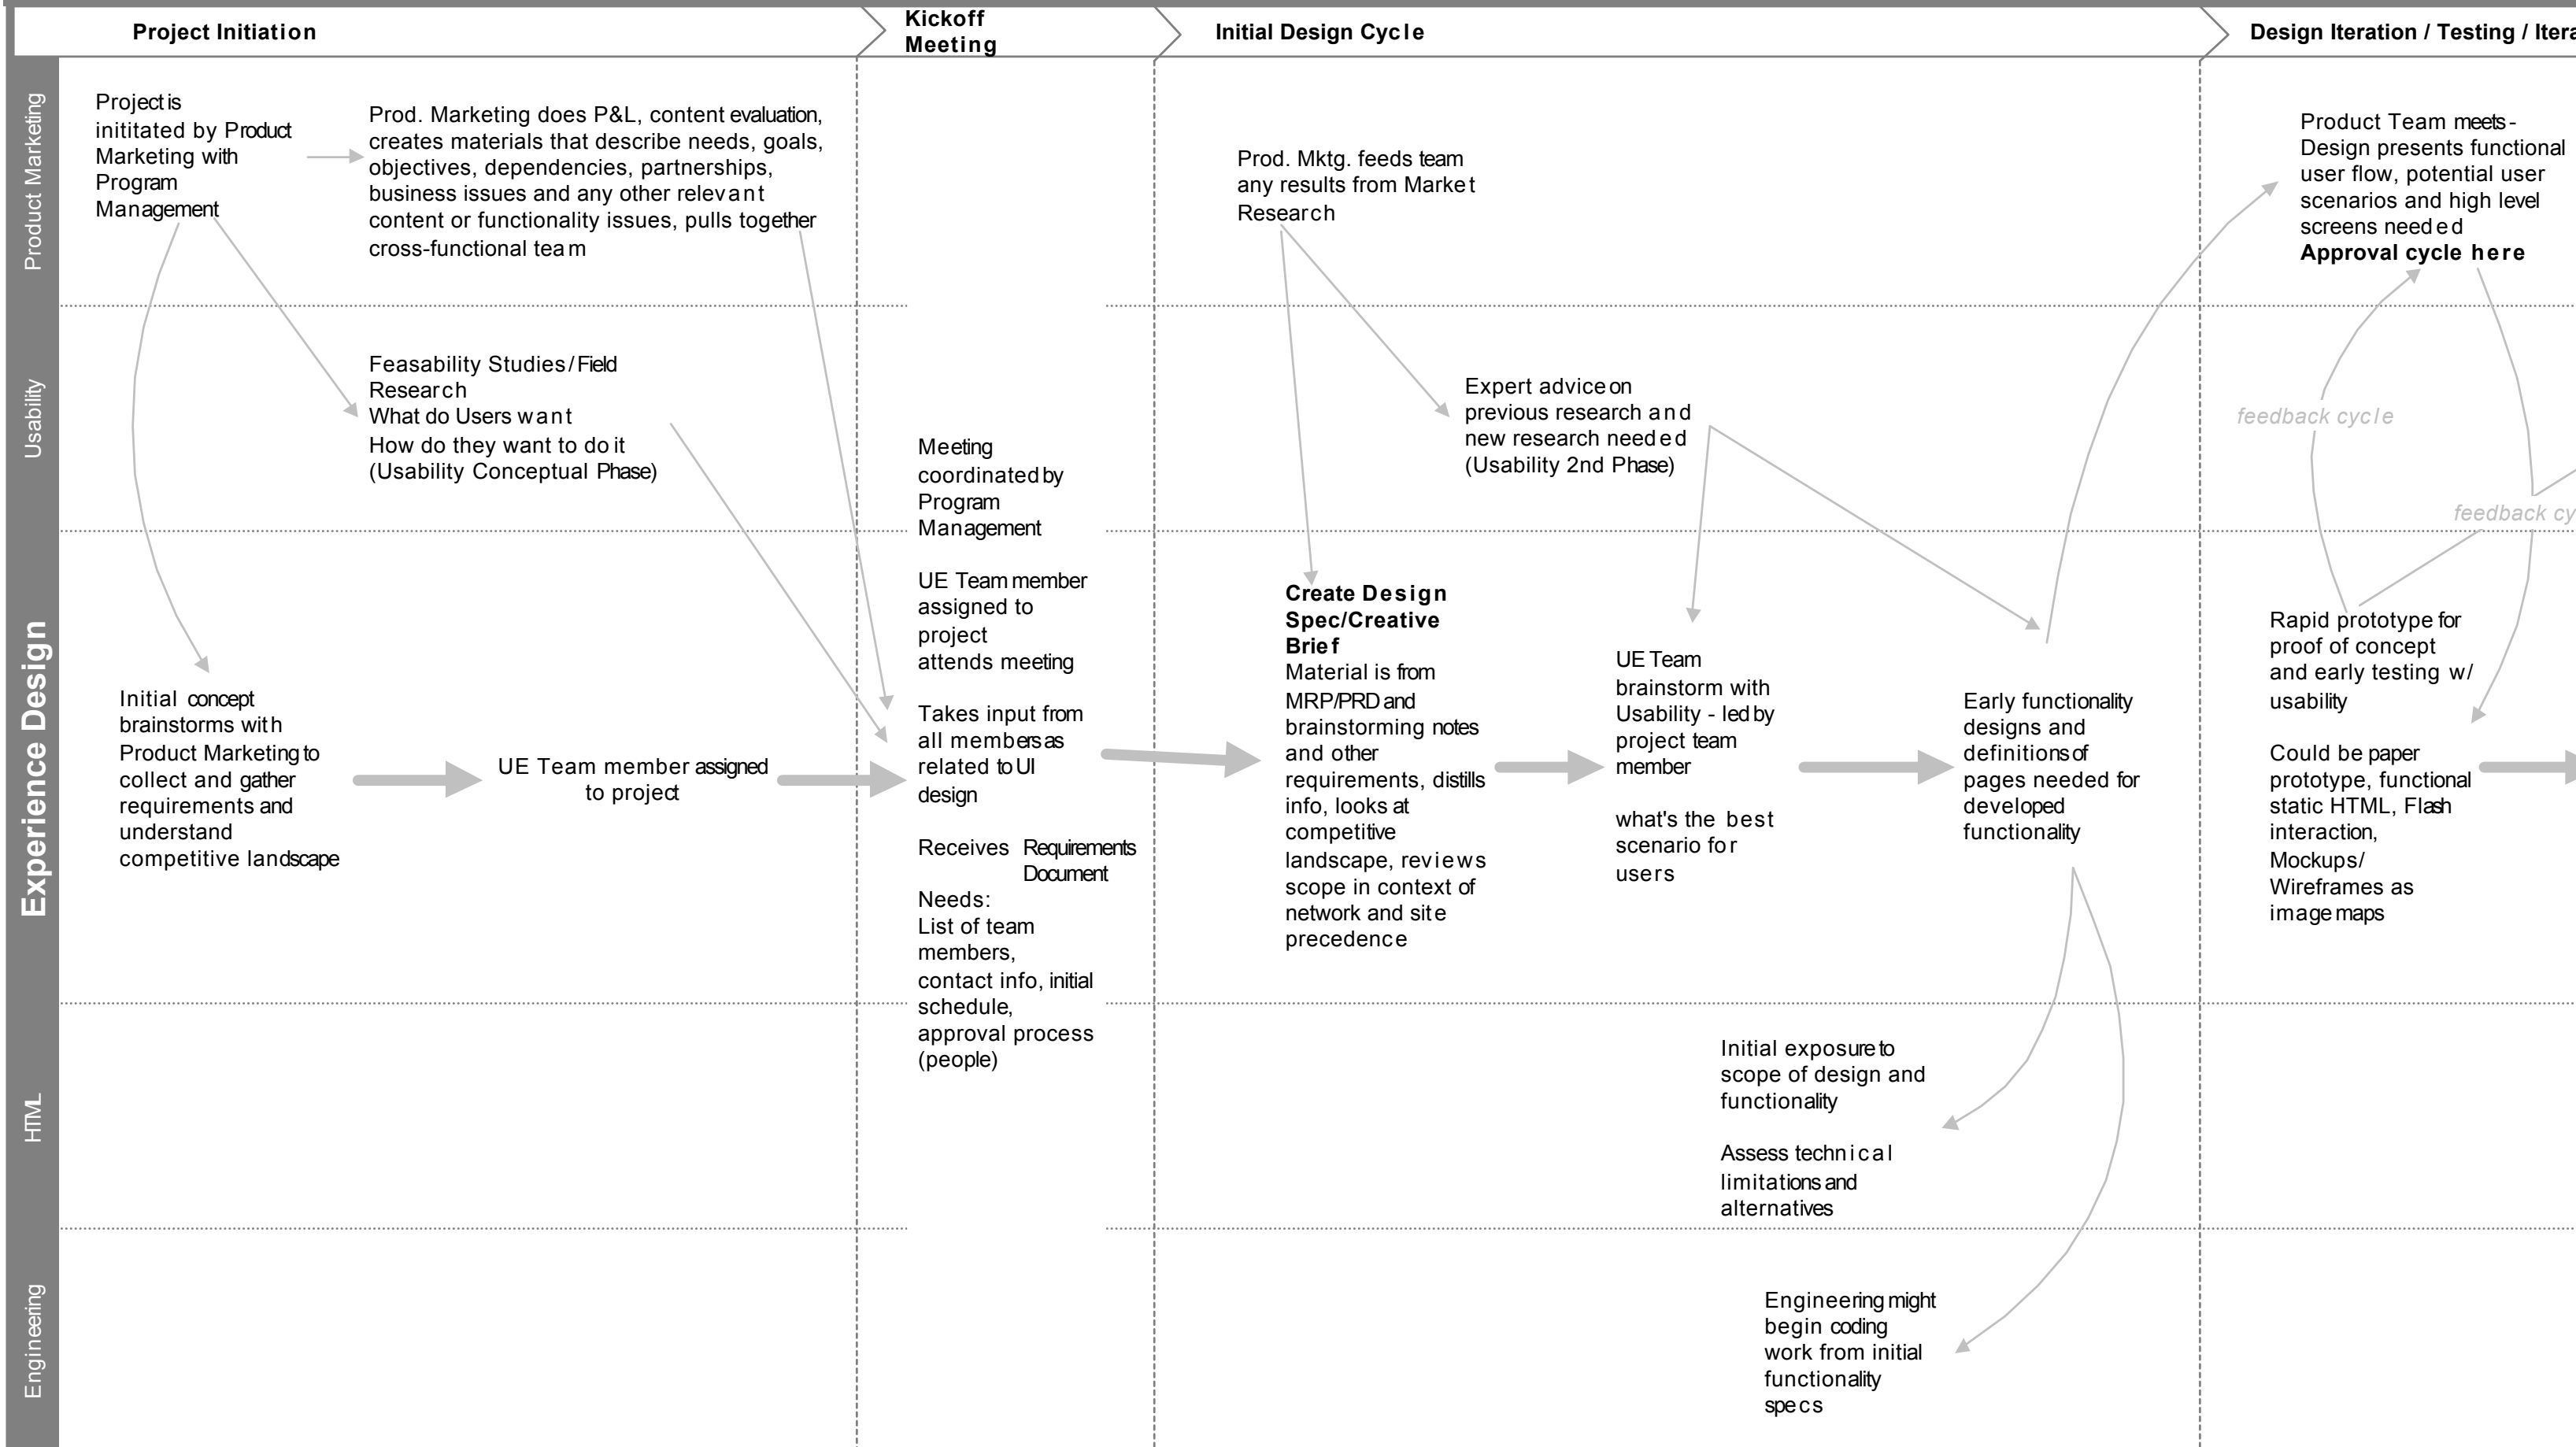 Project Initiation
Kickoff
Meeting
Initial Design Cycle
Design Iteration / Testing / Itera
Product Marketing
Project is
inititated by Product
Marketing with
Program
Management
Prod. Marketing does P&L, content evaluation,
creates materials that describe needs, goals,
objectives, dependencies, partnerships,
business issues and any other relevant
content or functionality issues, pulls together
cross-functional team
Prod. Mktg. feeds team
any results from Market
Research
Product Team meets -
Design presents functional
user flow, potential user
scenarios and high level
screens needed
Approval cycle here
Usability
Feasability Studies/Field
Research
What do Users want
How do they want to do it
(Usability Conceptual Phase)
Expert advice on
previous research and
new research needed
(Usability 2nd Phase)
feedback cycle
feedback cy
Meeting
coordinated by
Program
Management
UE Team member
assigned to
project
attends meeting
Takes input from
all members as
related to UI
design
Receives Requirements
Document
Needs:
List of team
members,
contact info, initial
schedule,
approval process
(people)
Experience Design
Initial concept
brainstorms with
Product Marketing to
collect and gather
requirements and
understand
competitive landscape
UE Team member assigned
to project
Create Design
Spec/Creative
Brief
Material is from
MRP/PRD and
brainstorming notes
and other
requirements, distills
info, looks at
competitive
landscape, reviews
scope in context of
network and site
precedence
UE Team
brainstorm with
Usability - led by
project team
member
what's the best
scenario for
users
Early functionality
designs and
definitions of
pages needed for
developed
functionality
Rapid prototype for
proof of concept
and early testing w/
usability
Could be paper
prototype, functional
static HTML, Flash
interaction,
Mockups/
Wireframes as
image maps
HTML
Initial exposure to
scope of design and
functionality
Assess technical
limitations and
alternatives
Engineering
Engineering might
begin coding
work from initial
functionality
specs